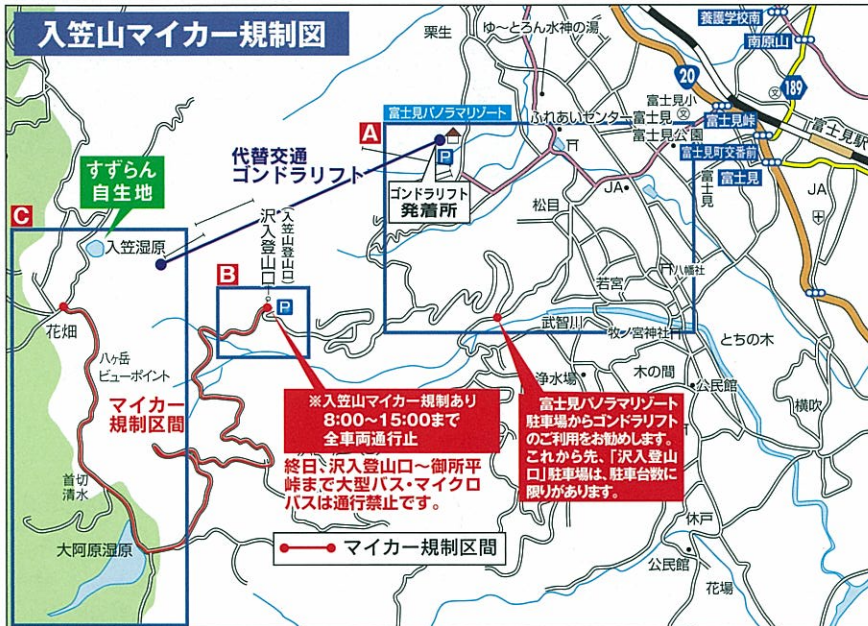 入笠山マイカー規制図
栗生
ゆ〜とろん水神の湯
養護学校南
南原山
20
189
富士見小
富士見峠
富士見駅
富士見パノラマリゾート
ふれあいセンター
富士見
富士見公園
富士見町交番前
富士見
富士見
JA
A
P
代替交通
ゴンドラリフト
ゴンドラリフト
発着所
すずらん
自生地
C
入笠湿原
沢入登山口
(入笠山登山口)
B
P
松目
JA
若宮
八幡社
花畑
八ヶ岳
ビューポイント
マイカー
規制区間
武智川
牧ノ宮神社
とちの木
浄水場
木の間
公民館
横吹
※入笠山マイカー規制あり
8:00〜15:00まで
全車両通行止
終日、沢入登山口〜御所平
峠まで大型バス・マイクロ
バスは通行禁止です。
富士見パノラマリゾート
駐車場からゴンドラリフト
のご利用をお勧めします。
これから先、「沢入登山
口」駐車場は、駐車台数に
限りがあります。
首切
清水
大阿原湿原
マイカー規制区間
休戸
公民館
花場